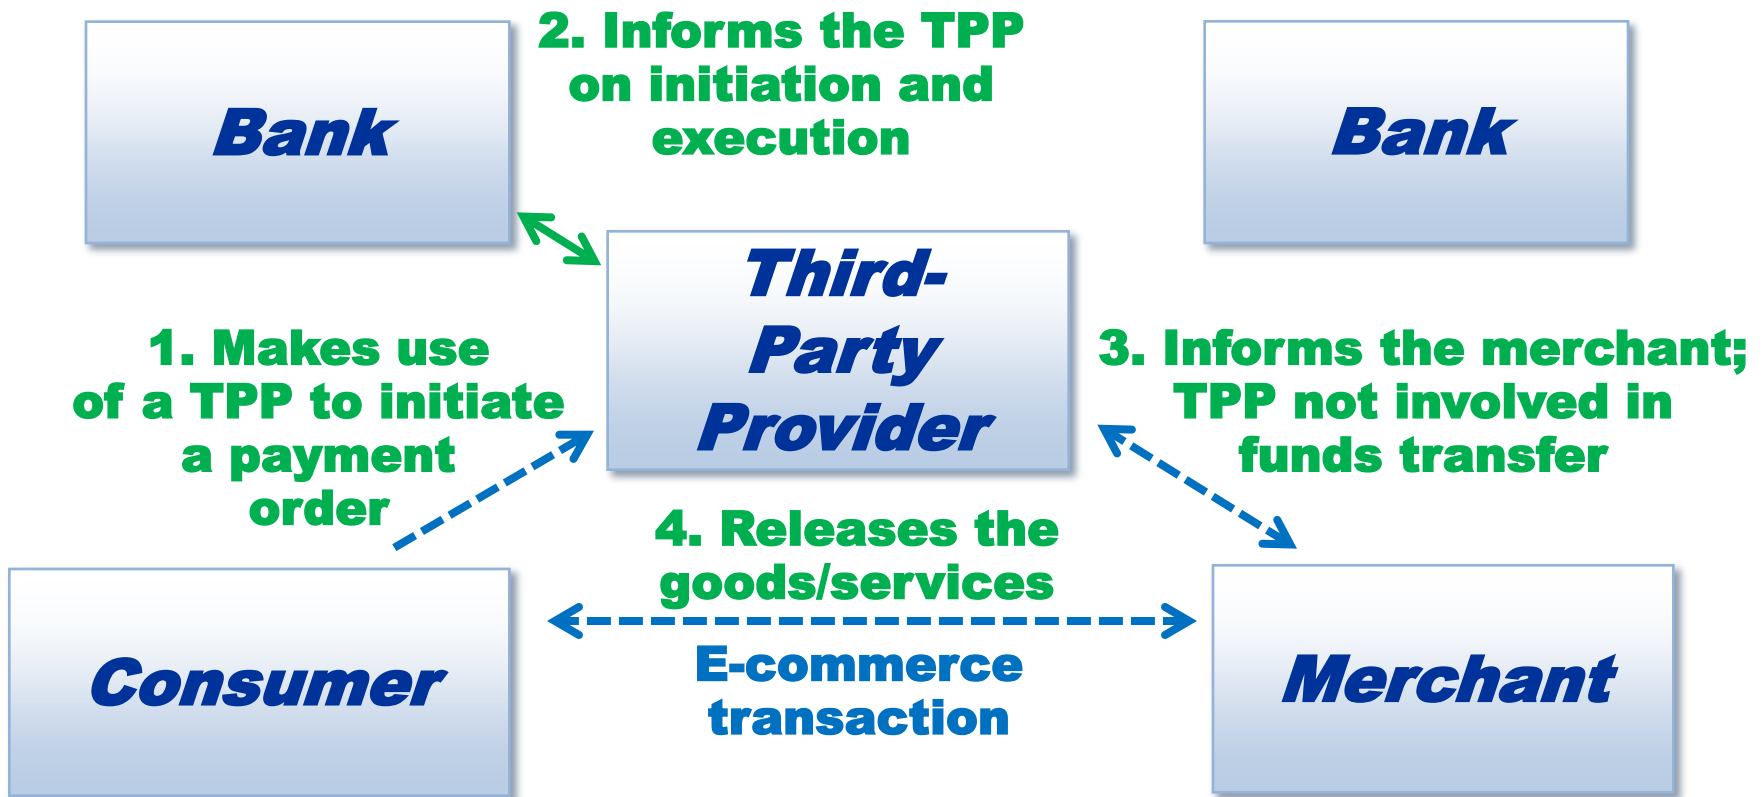 Bank
2. Informs the TPP
on initiation and
execution
Bank
Third-
Party
Provider
1. Makes use
of a TPP to initiate
a payment
order
3. Informs the merchant;
TPP not involved in
funds transfer
4. Releases the
goods/services
E-commerce
transaction
Consumer
Merchant